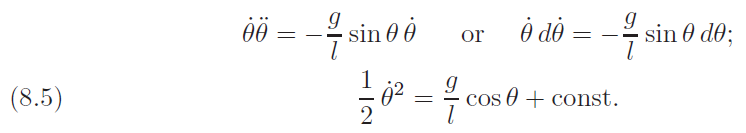 θ̇θ̈ = −g/l sin θ θ̇ or θ̇ dθ̇ = −g/l sin θ dθ;
(8.5) 1/2 θ̇² = g/l cos θ + const.